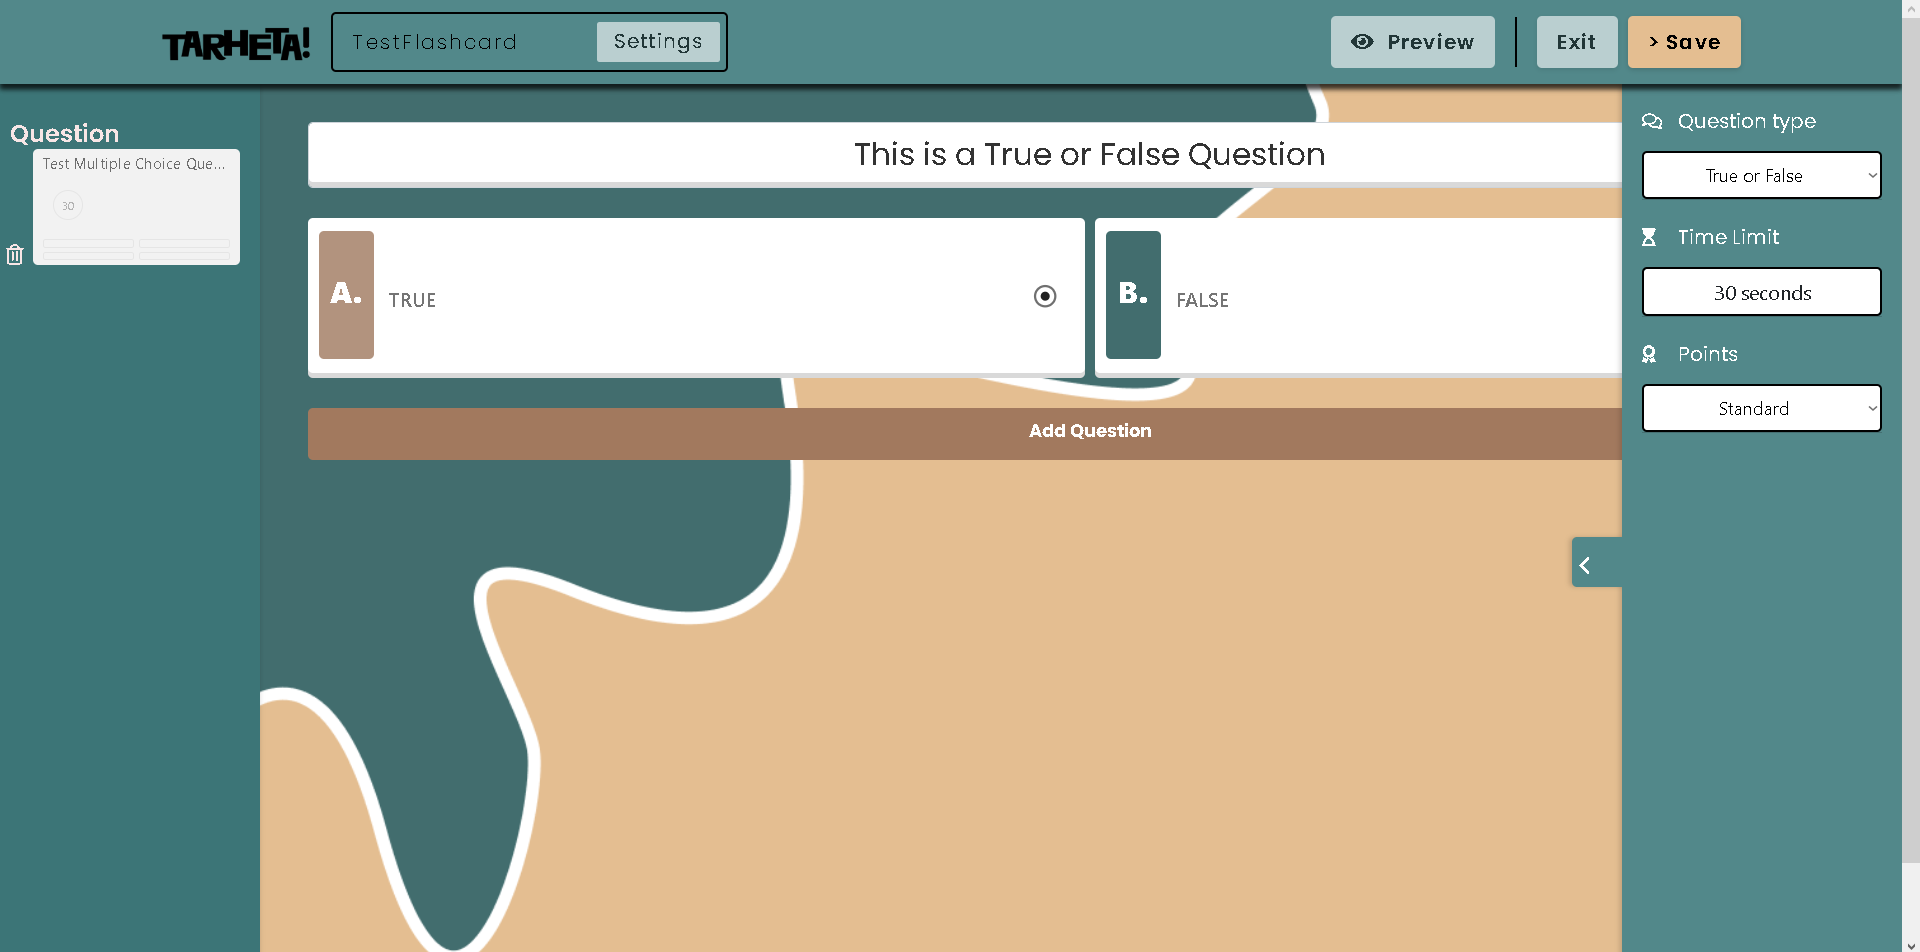 TARHETA!
TestFlashcard
Settings
Preview
Exit
> Save
Question
Test Multiple Choice Que...
30
This is a True or False Question
A.
TRUE
B.
FALSE
Add Question
Question type
True or False
Time Limit
30 seconds
Points
Standard